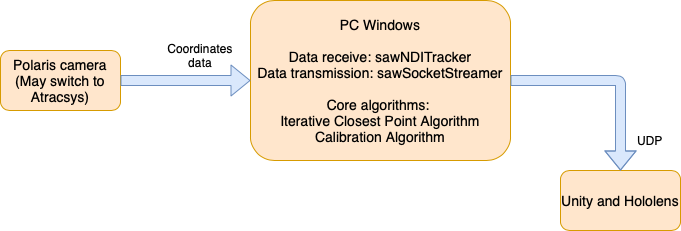 Polaris camera
(May switch to
Atracsys)
Coordinates
data
PC Windows
Data receive: sawNDITracker
Data transmission: sawSocketStreamer
Core algorithms:
Iterative Closest Point Algorithm
Calibration Algorithm
UDP
Unity and Hololens